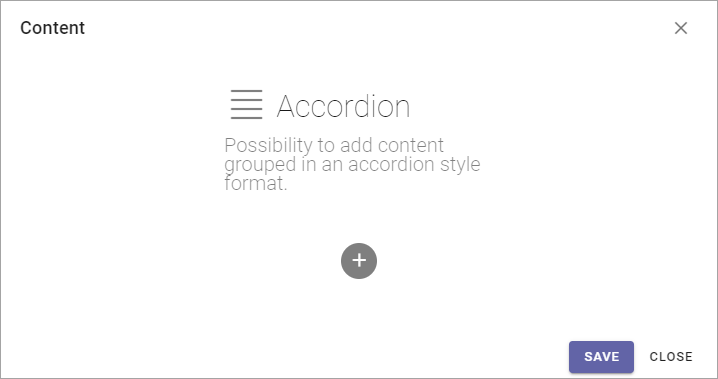 Content
Accordion
Possibility to add content
grouped in an accordion style
format.
SAVE CLOSE